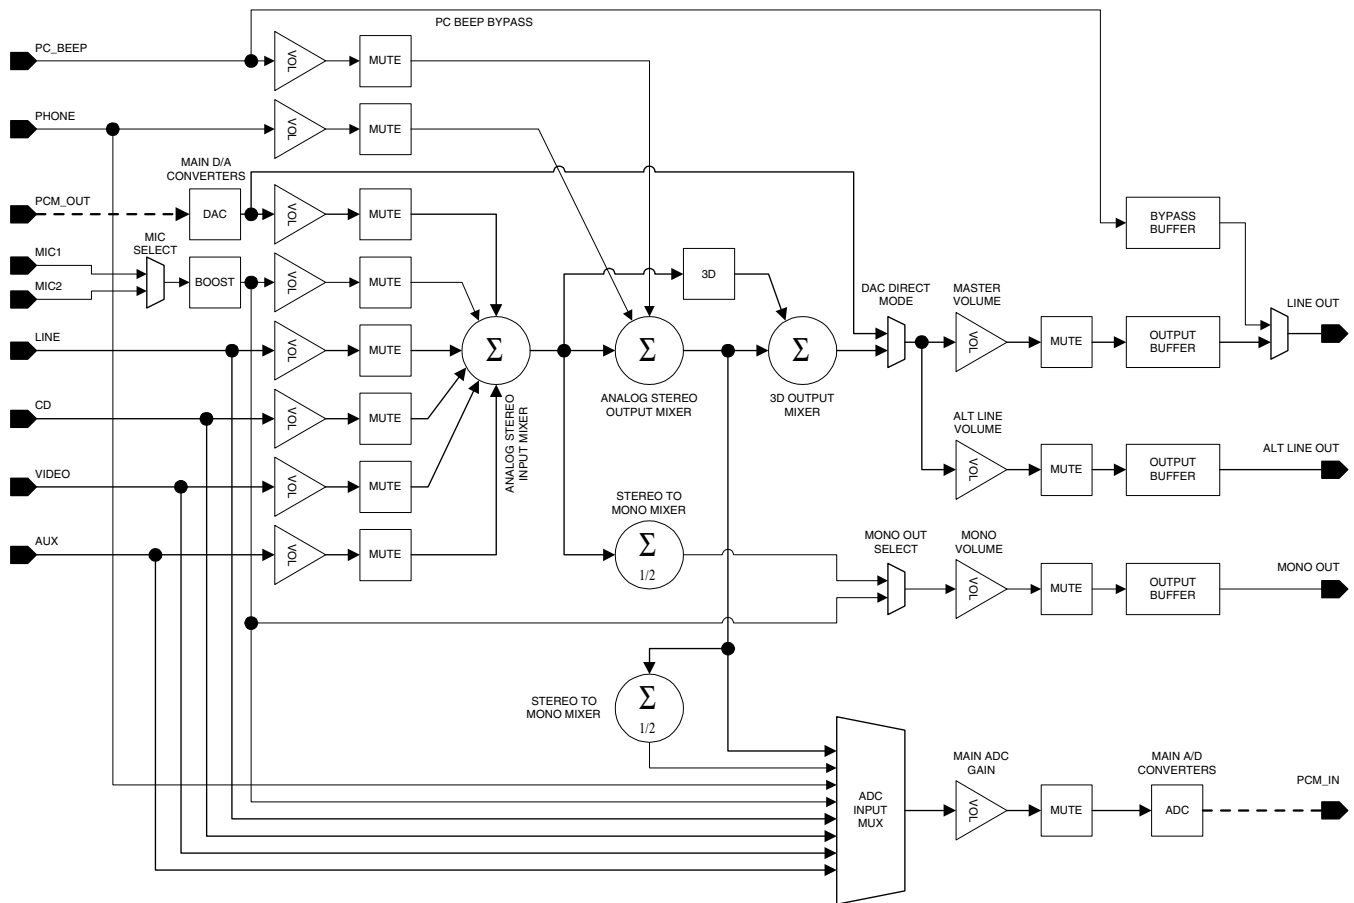 PC BEEP BYPASS
PC_BEEP
VOL
MUTE
PHONE
VOL
MUTE
MAIN D/A
CONVERTERS
PCM_OUT
DAC
VOL
MUTE
BYPASS
BUFFER
MIC1
MIC
SELECT
MIC2
BOOST
VOL
MUTE
3D
DAC DIRECT
MODE
MASTER
VOLUME
LINE OUT
LINE
VOL
MUTE
Σ
ANALOG STEREO
INPUT MIXER
Σ
ANALOG STEREO
OUTPUT MIXER
Σ
3D OUTPUT
MIXER
VOL
MUTE
OUTPUT
BUFFER
CD
VOL
MUTE
ALT LINE
VOLUME
VOL
MUTE
OUTPUT
BUFFER
ALT LINE OUT
VIDEO
VOL
MUTE
STEREO TO
MONO MIXER
Σ
1/2
AUX
VOL
MUTE
MONO OUT
SELECT
MONO
VOLUME
VOL
MUTE
OUTPUT
BUFFER
MONO OUT
STEREO TO
MONO MIXER
Σ
1/2
ADC
INPUT
MUX
MAIN ADC
GAIN
VOL
MUTE
MAIN A/D
CONVERTERS
ADC
PCM_IN